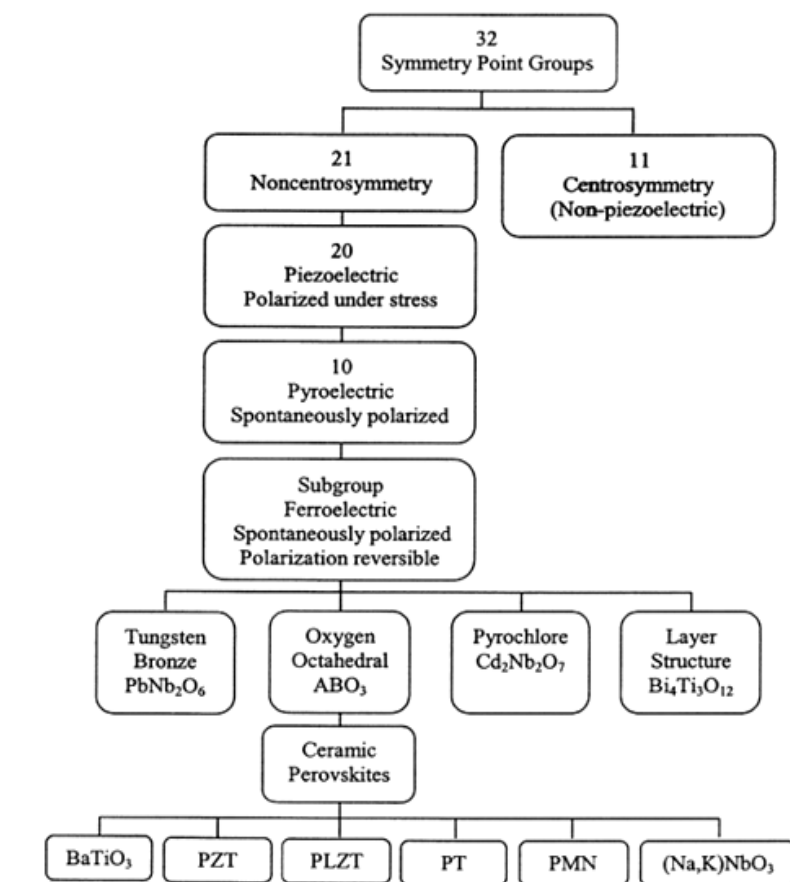 32
Symmetry Point Groups
21
Noncentrosymmetry
11
Centrosymmetry
(Non-piezoelectric)
20
Piezoelectric
Polarized under stress
10
Pyroelectric
Spontaneously polarized
Subgroup
Ferroelectric
Spontaneously polarized
Polarization reversible
Tungsten
Bronze
PbNb₂O₆
Oxygen
Octahedral
ABO₃
Pyrochlore
Cd₂Nb₂O₇
Layer
Structure
Bi₄Ti₃O₁₂
Ceramic
Perovskites
BaTiO₃
PZT
PLZT
PT
PMN
(Na,K)NbO₃